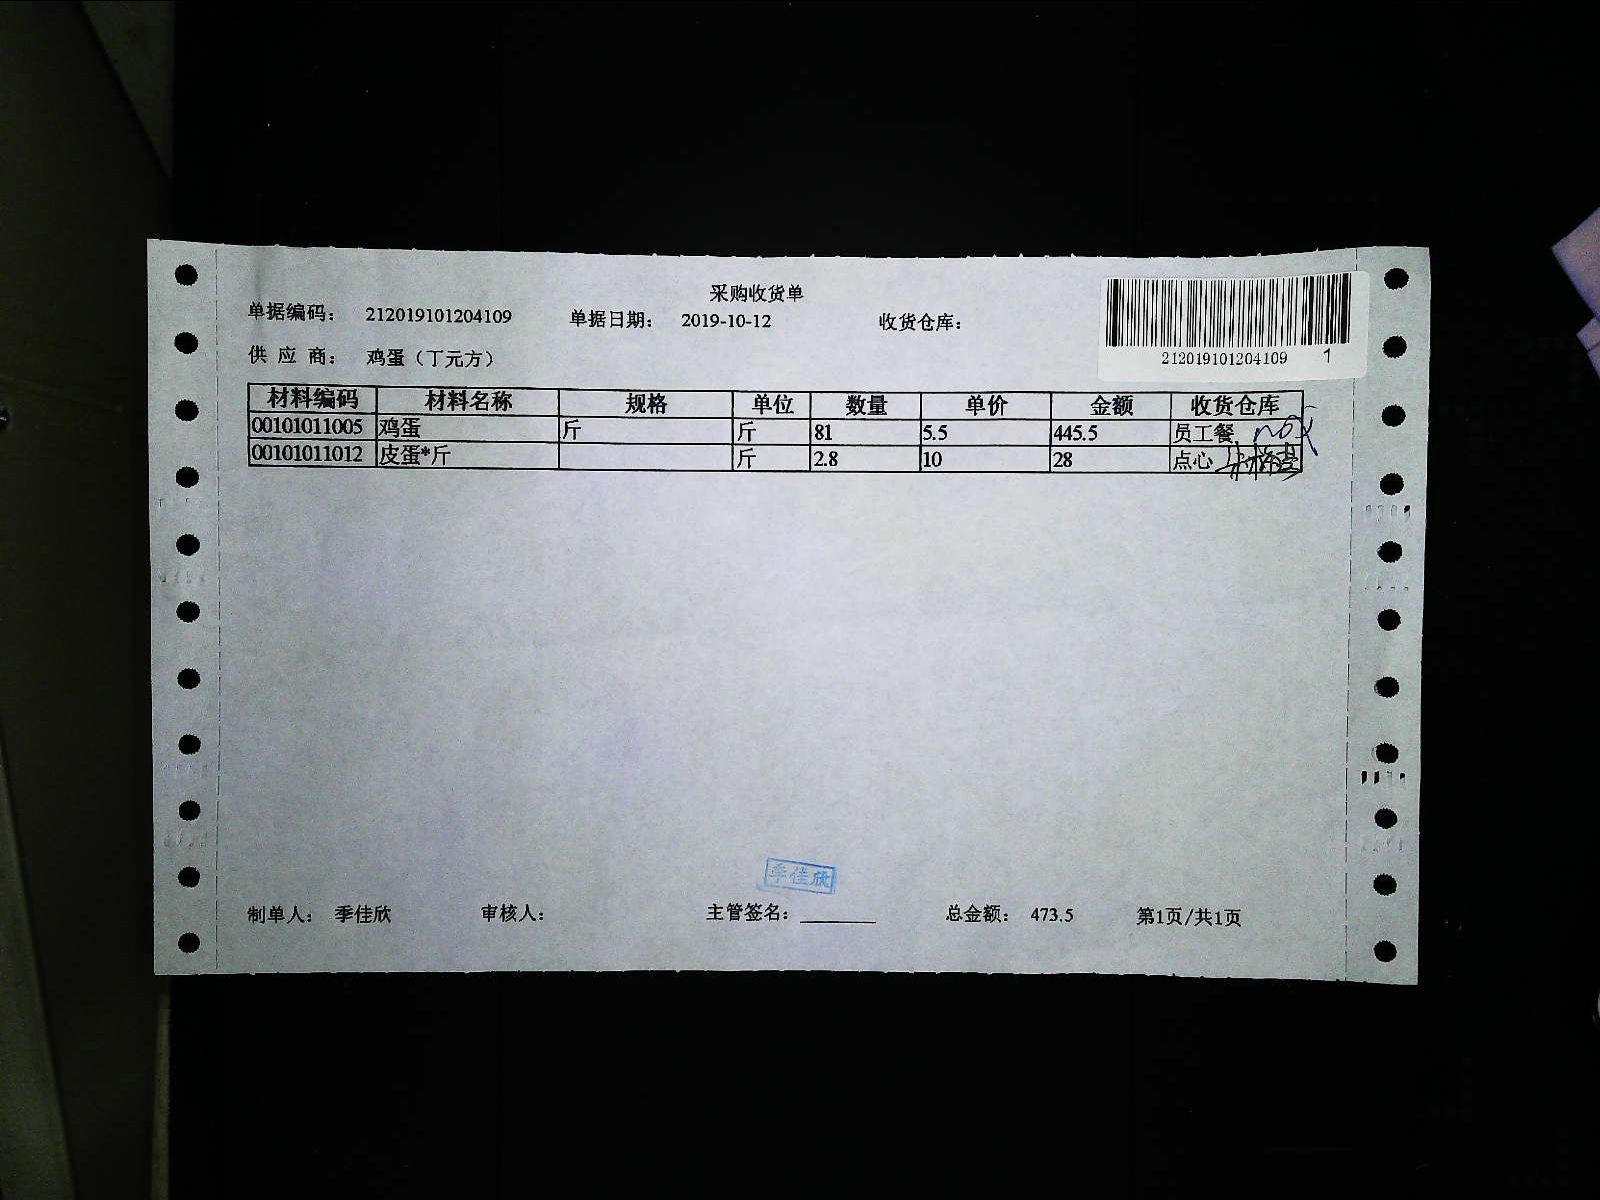 采购收货单
单据编码： 212019101204109 单据日期： 2019-10-12 收货仓库：
212019101204109 1
供 应 商： 鸡蛋（丁元方）
材料编码 材料名称 规格 单位 数量 单价 金额 收货仓库
00101011005 鸡蛋 斤 斤 81 5.5 445.5 员工餐
00101011012 皮蛋*斤 斤 2.8 10 28 点心
季佳欣
制单人： 季佳欣 审核人： 主管签名： 总金额： 473.5 第1页/共1页